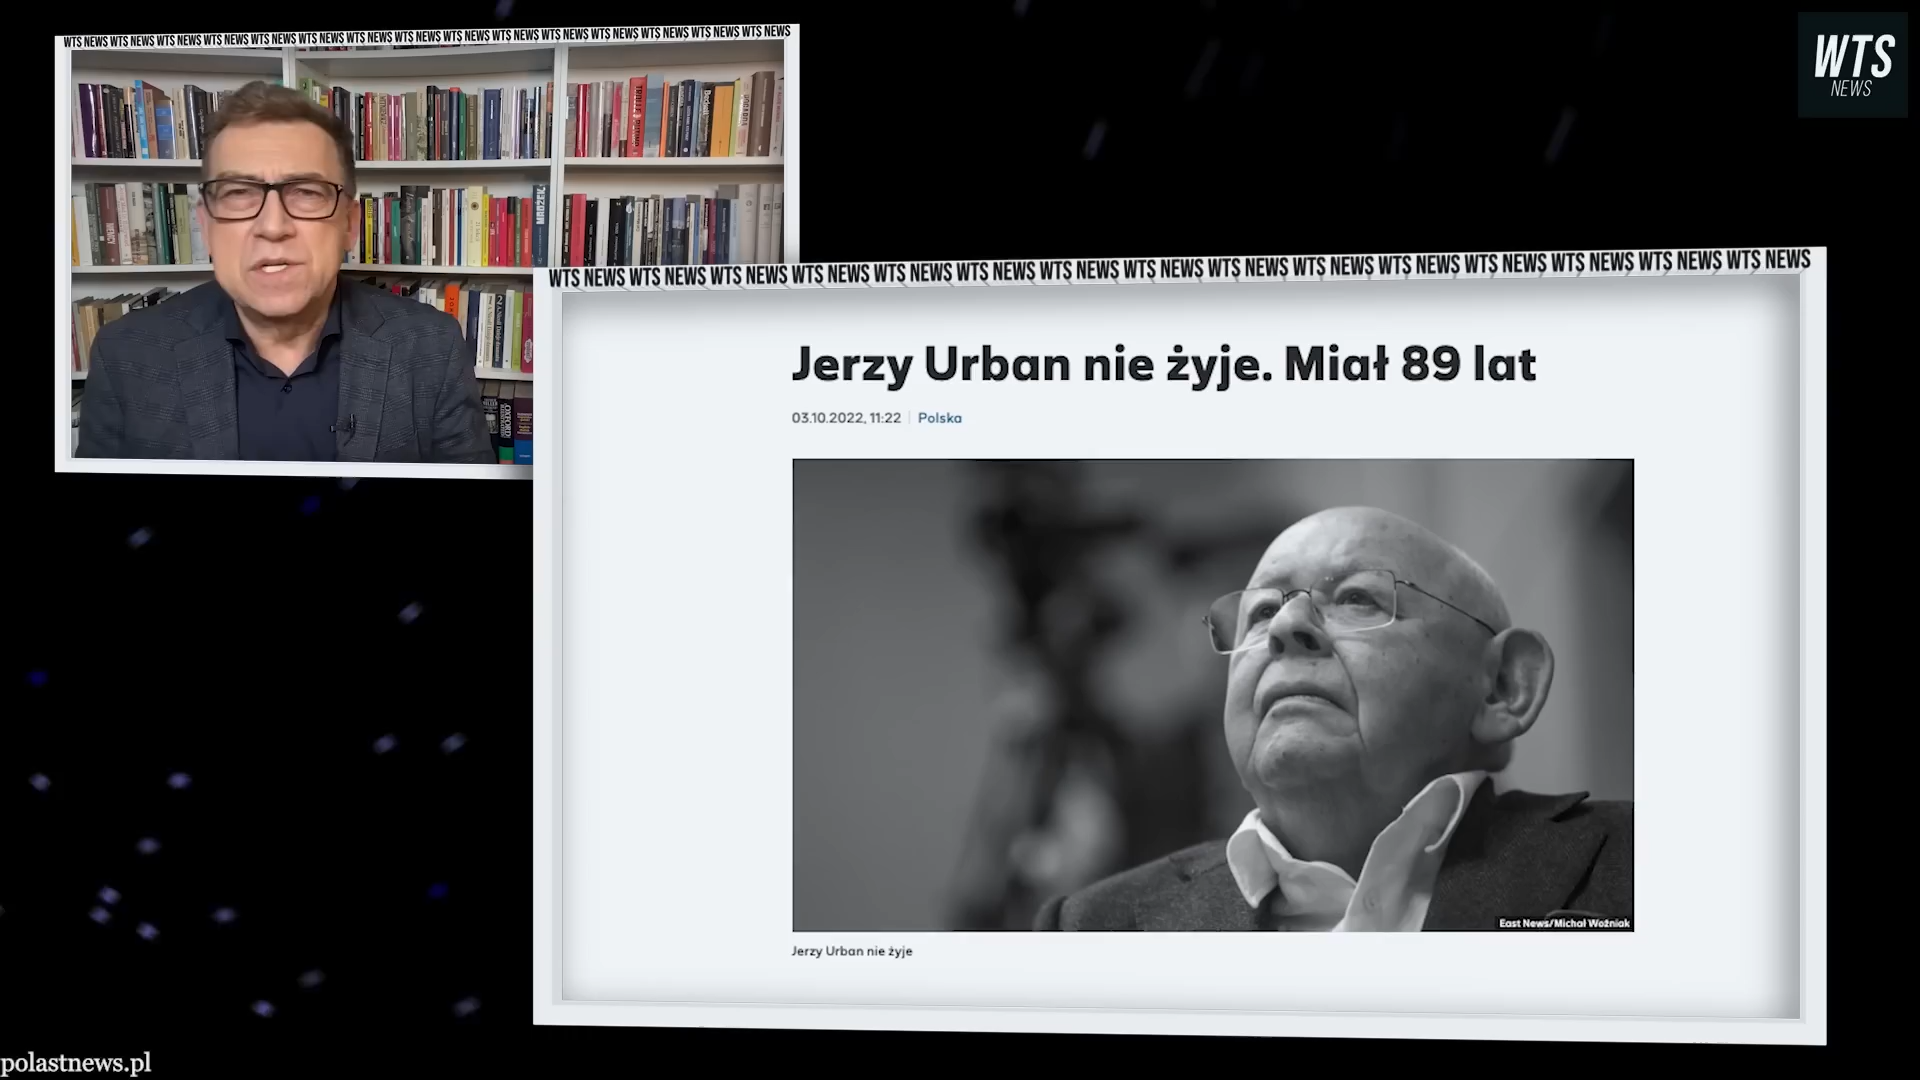 WTS NEWS WTS NEWS WTS NEWS WTS NEWS WTS NEWS WTS NEWS WTS NEWS WTS NEWS WTS NEWS WTS NEWS WTS NEWS WTS NEWS WTS NEWS WTS NEWS WTS NEWS
WTS
NEWS
MROŻEK
OXFORD
WTS NEWS WTS NEWS WTS NEWS WTS NEWS WTS NEWS WTS NEWS WTS NEWS WTS NEWS WTS NEWS WTS NEWS WTS NEWS WTS NEWS WTS NEWS WTS NEWS WTS NEWS
Jerzy Urban nie żyje. Miał 89 lat
03.10.2022, 11:22 | Polska
East News/Michał Woźniak
Jerzy Urban nie żyje
polastnews.pl